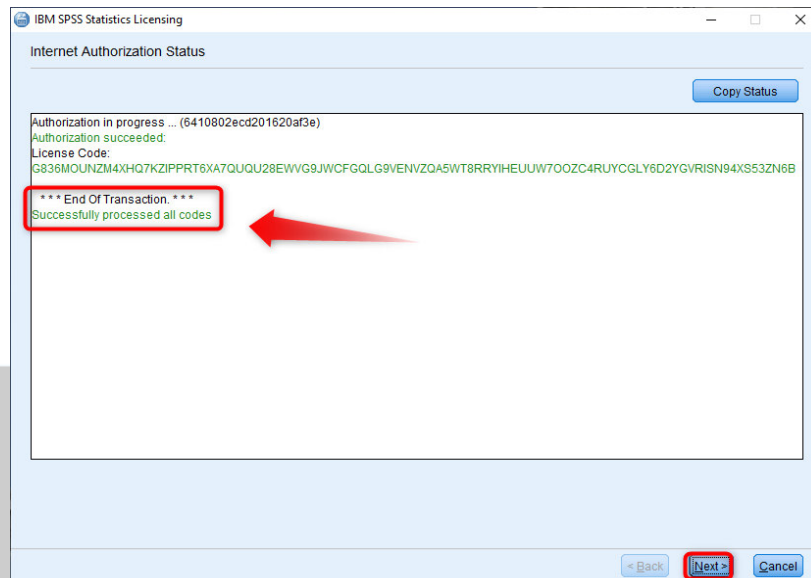 IBM SPSS Statistics Licensing
Internet Authorization Status
Copy Status
Authorization in progress ... (6410802ecd201620af3e)
Authorization succeeded:
License Code:
G836MOUNZM4XHQ7KZIPPRT6XA7QUQU28EWVG9JWCFGQLG9VENVZQA5WT8RRYIHEUUW7OOZC4RUYCGLY6D2YGVRISN94XS53ZN6B
* * * End Of Transaction. * * *
Successfully processed all codes
< Back Next > Cancel